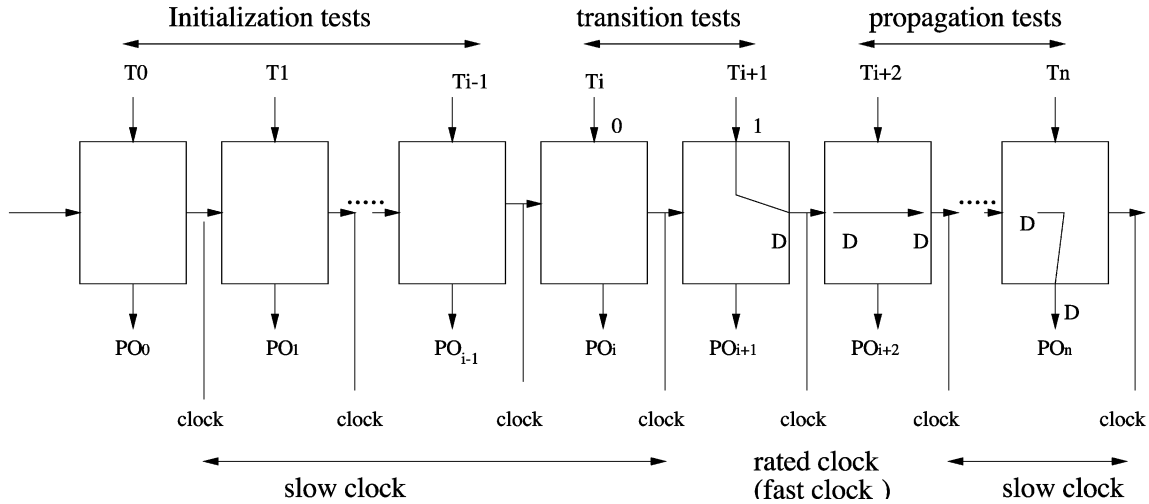 Initialization tests transition tests propagation tests
T0 T1 Ti-1 Ti Ti+1 Ti+2 Tn
0 1
..... .....
D D D D
D
PO0 PO1 POi-1 POi POi+1 POi+2 POn
clock clock clock clock clock clock clock
slow clock rated clock slow clock
(fast clock )